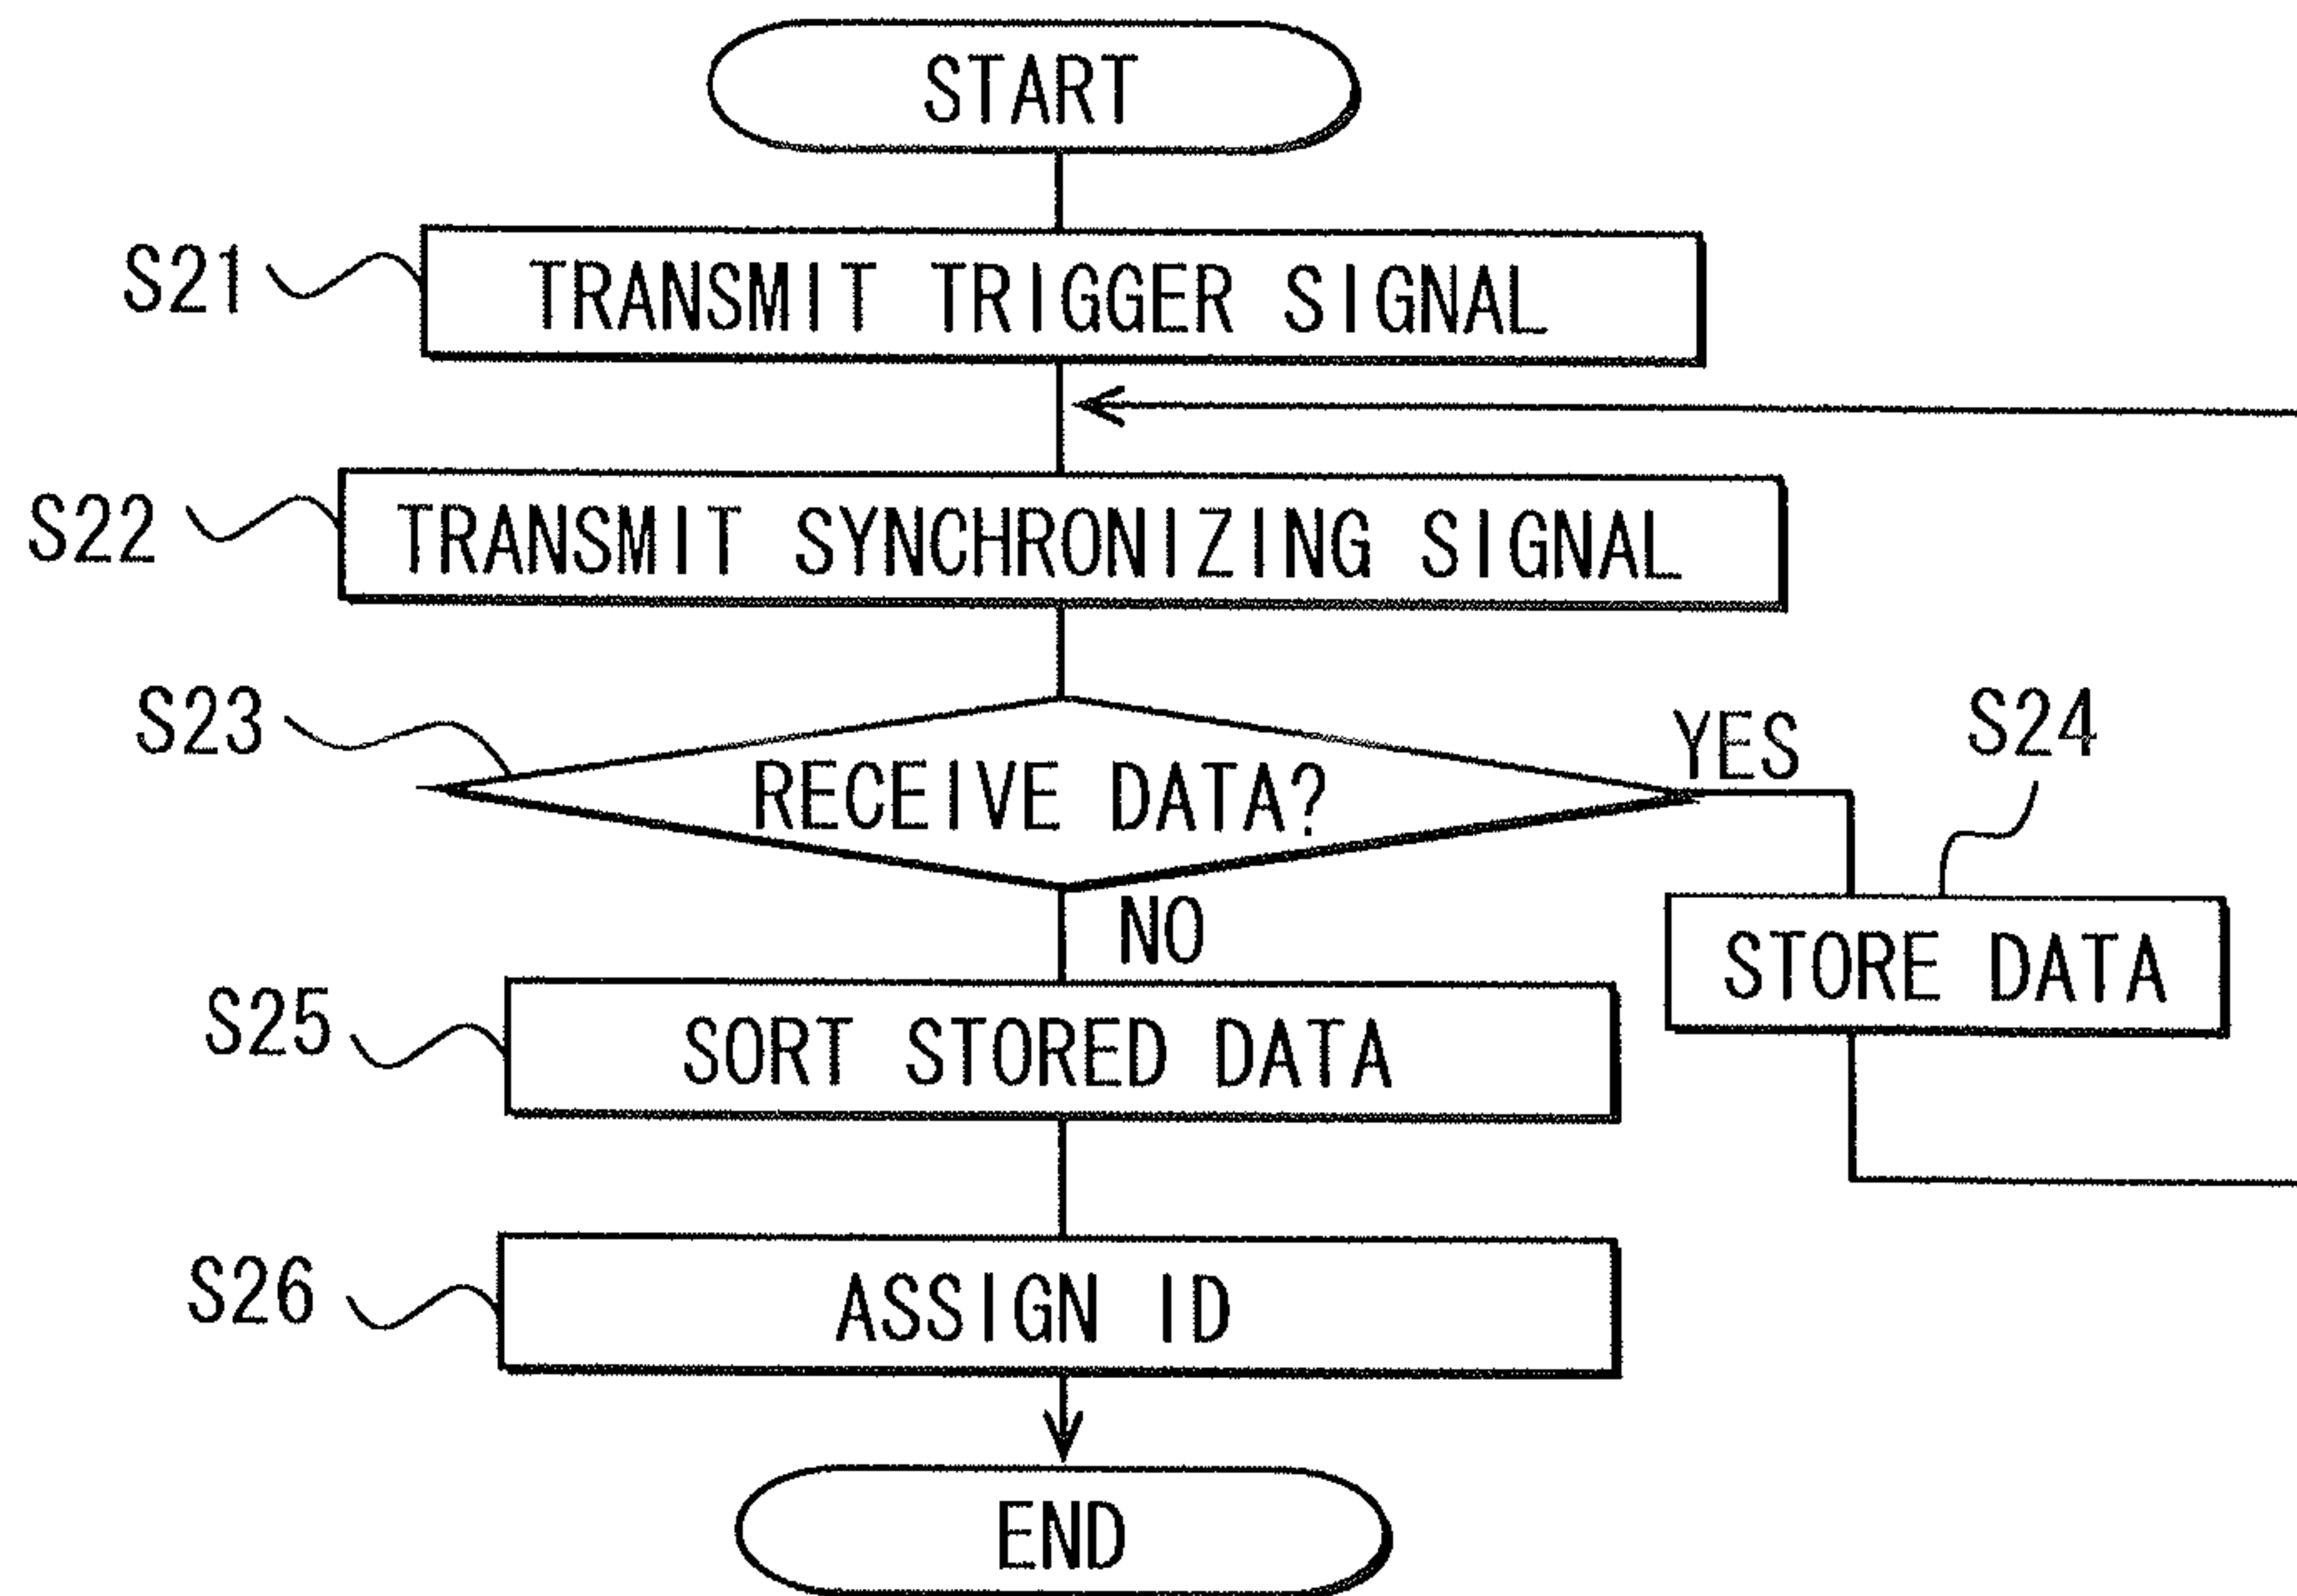 START
S21
TRANSMIT TRIGGER SIGNAL
S22
TRANSMIT SYNCHRONIZING SIGNAL
S23
RECEIVE DATA?
YES
S24
NO
STORE DATA
S25
SORT STORED DATA
S26
ASSIGN ID
END